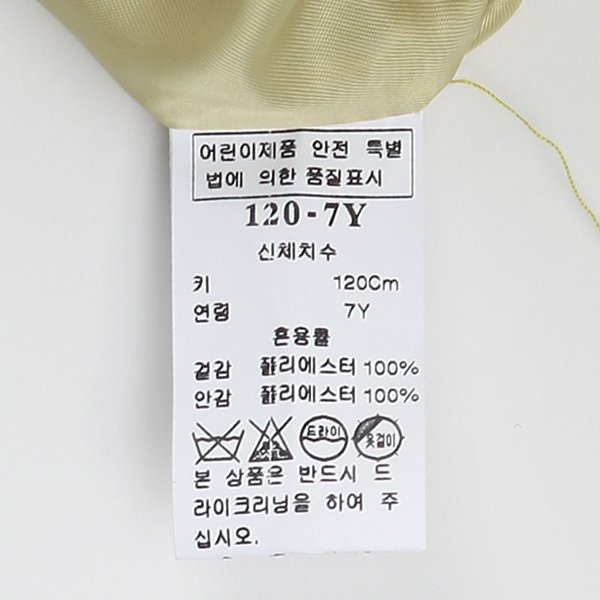 어린이제품 안전 특별
법에 의한 품질표시
120-7Y
신체치수
키 120Cm
연령 7Y
혼용률
겉감 폴리에스터 100%
안감 폴리에스터 100%
드라이 옷걸이
본 상품은 반드시 드
라이크리닝을 하여 주
십시오.